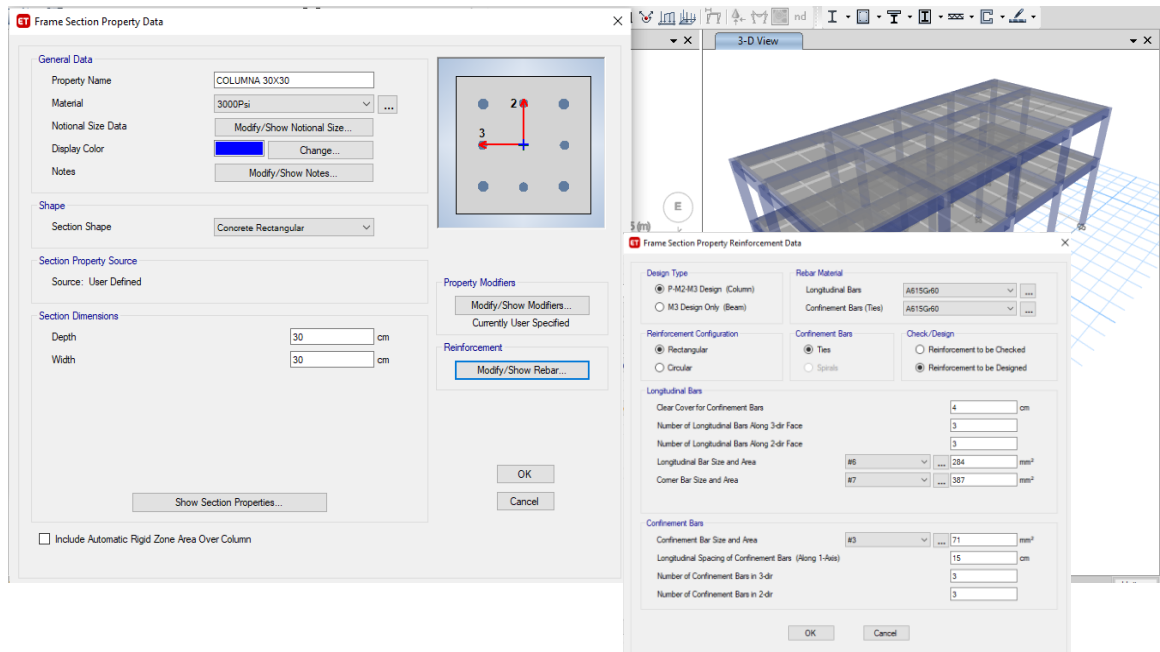 ET Frame Section Property Data
General Data
Property Name COLUMNA 30X30
Material 3000Psi ...
Notional Size Data Modify/Show Notional Size...
Display Color Change...
Notes Modify/Show Notes...
Shape
Section Shape Concrete Rectangular
Section Property Source
Source: User Defined
Section Dimensions
Depth 30 cm
Width 30 cm
Show Section Properties...
Include Automatic Rigid Zone Area Over Column
2
3
Property Modifiers
Modify/Show Modifiers...
Currently User Specified
Reinforcement
Modify/Show Rebar...
OK
Cancel
nd
3-D View
E
5 (m)
ET Frame Section Property Reinforcement Data
Design Type
P-M2-M3 Design (Column)
M3 Design Only (Beam)
Rebar Material
Longitudinal Bars A615Gr60 ...
Confinement Bars (Ties) A615Gr60 ...
Reinforcement Configuration
Rectangular
Circular
Confinement Bars
Ties
Spirals
Check/Design
Reinforcement to be Checked
Reinforcement to be Designed
Longitudinal Bars
Clear Cover for Confinement Bars 4 cm
Number of Longitudinal Bars Along 3-dir Face 3
Number of Longitudinal Bars Along 2-dir Face 3
Longitudinal Bar Size and Area #6 ... 284 mm²
Corner Bar Size and Area #7 ... 387 mm²
Confinement Bars
Confinement Bar Size and Area #3 ... 71 mm²
Longitudinal Spacing of Confinement Bars (Along 1-Axis) 15 cm
Number of Confinement Bars in 3-dir 3
Number of Confinement Bars in 2-dir 3
OK Cancel